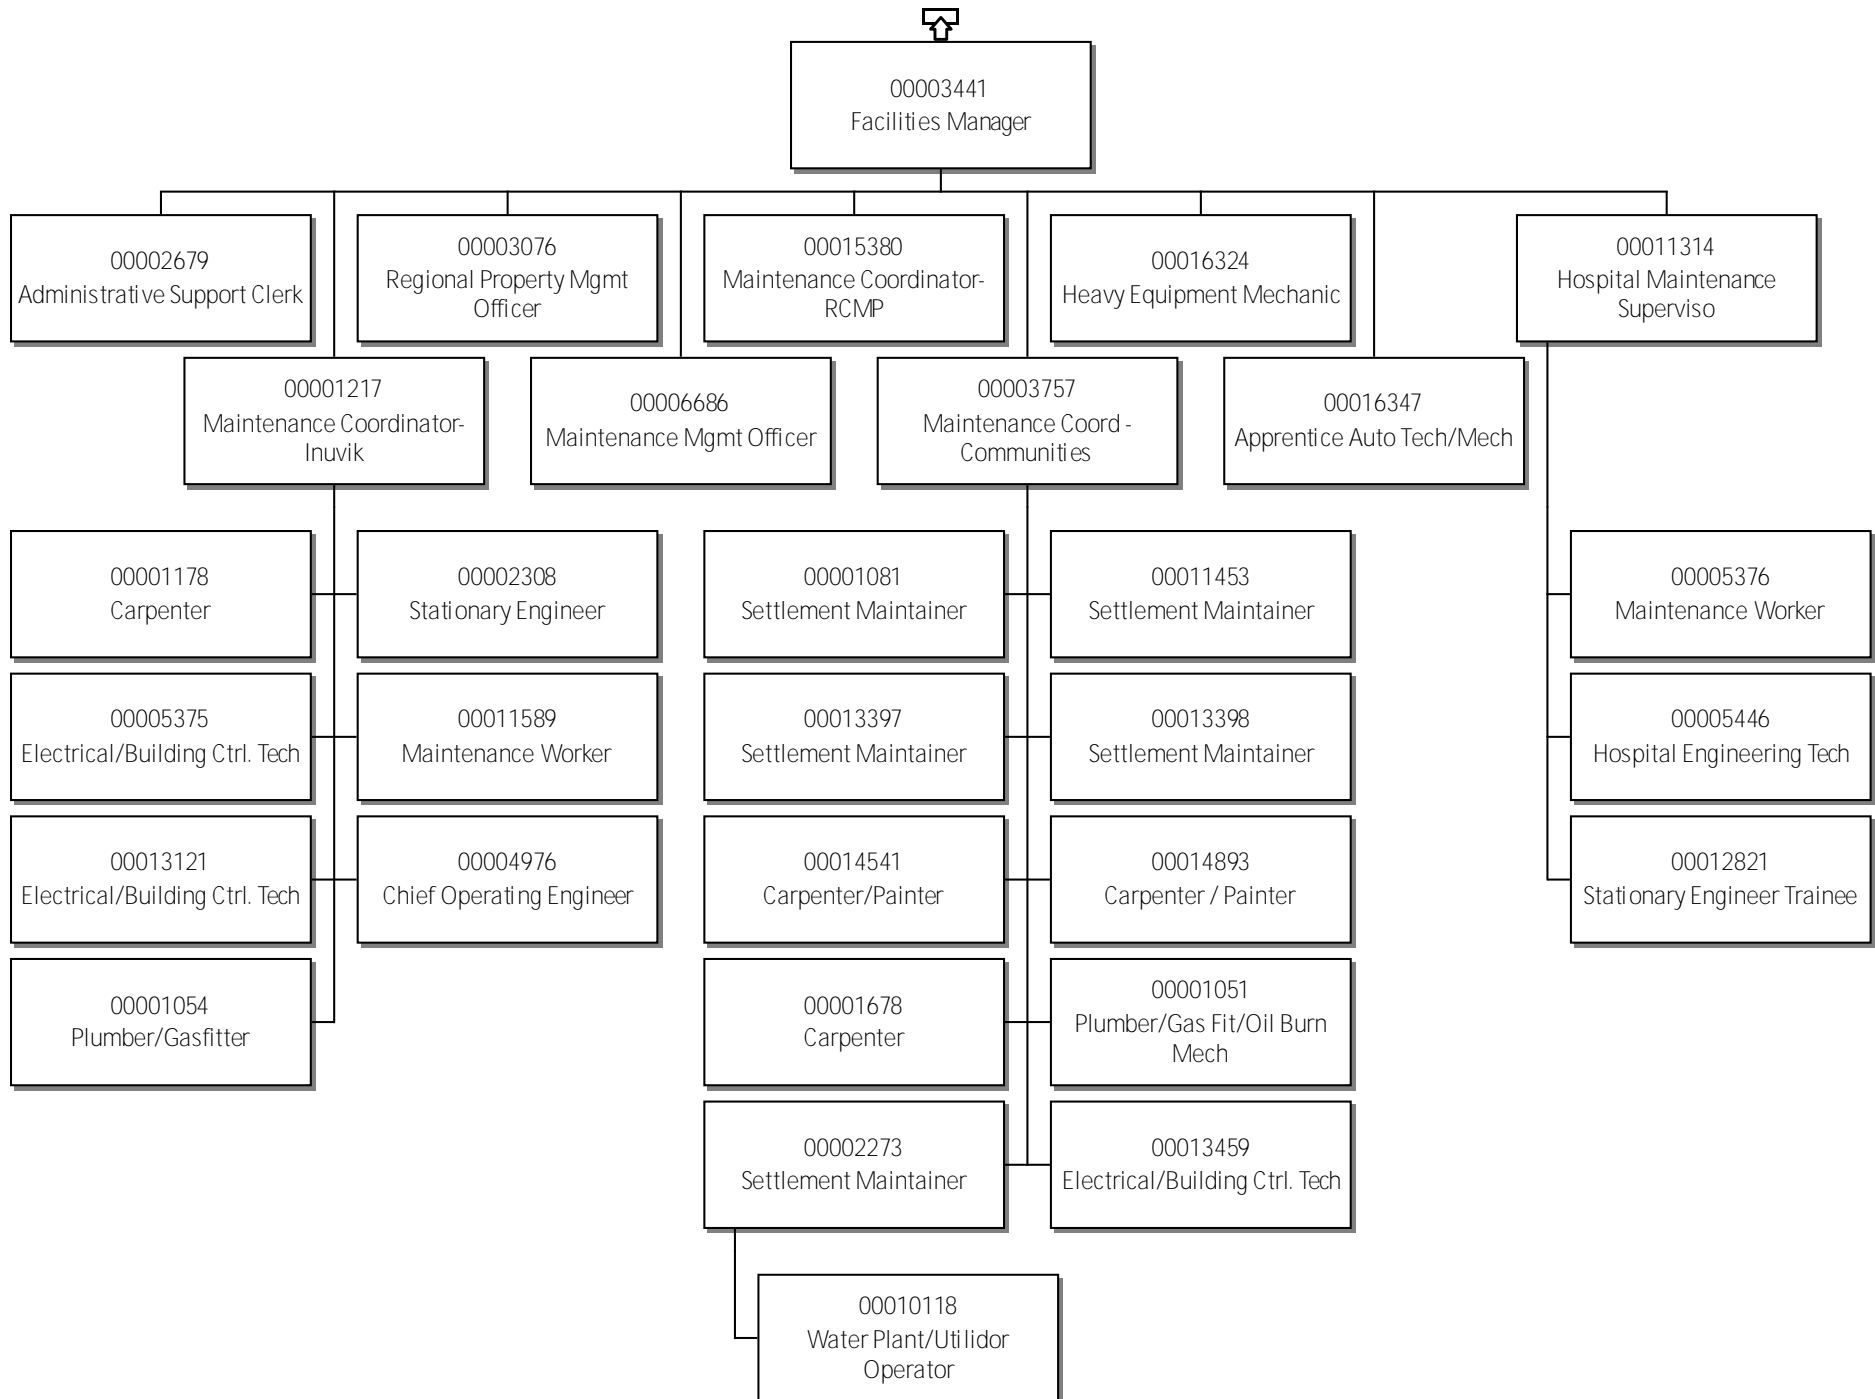 00003441
Facilities Manager
00002679
Administrative Support Clerk
00003076
Regional Property Mgmt
Officer
00015380
Maintenance Coordinator-
RCMP
00016324
Heavy Equipment Mechanic
00011314
Hospital Maintenance
Superviso
00001217
Maintenance Coordinator-
Inuvik
00006686
Maintenance Mgmt Officer
00003757
Maintenance Coord -
Communities
00016347
Apprentice Auto Tech/Mech
00001178
Carpenter
00002308
Stationary Engineer
00001081
Settlement Maintainer
00011453
Settlement Maintainer
00005376
Maintenance Worker
00005375
Electrical/Building Ctrl. Tech
00011589
Maintenance Worker
00013397
Settlement Maintainer
00013398
Settlement Maintainer
00005446
Hospital Engineering Tech
00013121
Electrical/Building Ctrl. Tech
00004976
Chief Operating Engineer
00014541
Carpenter/Painter
00014893
Carpenter / Painter
00012821
Stationary Engineer Trainee
00001054
Plumber/Gasfitter
00001678
Carpenter
00001051
Plumber/Gas Fit/Oil Burn
Mech
00002273
Settlement Maintainer
00013459
Electrical/Building Ctrl. Tech
00010118
Water Plant/Utilidor
Operator